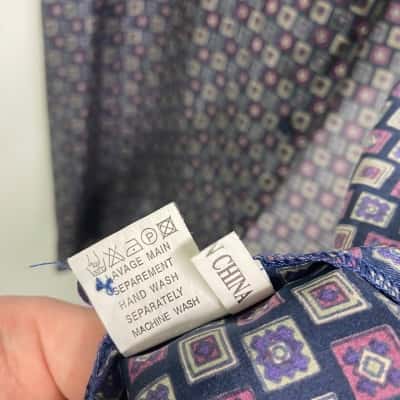 LAVAGE MAIN
SEPAREMENT
HAND WASH
SEPARATELY
MACHINE WASH
N CHINA